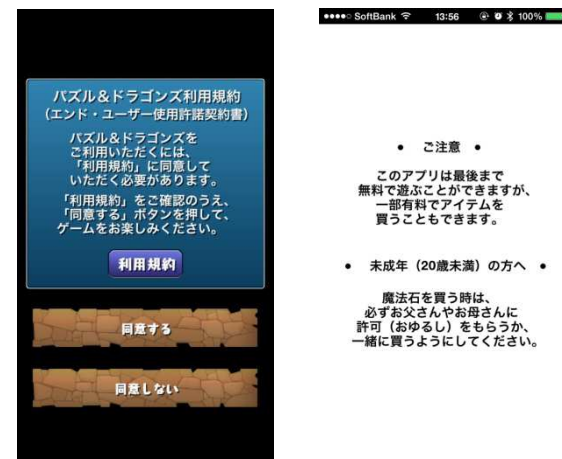 パズル&ドラゴンズ利用規約
(エンド・ユーザー使用許諾契約書)
パズル&ドラゴンズを
ご利用いただくには、
「利用規約」に同意して
いただく必要があります。
「利用規約」をご確認のうえ、
「同意する」ボタンを押して、
ゲームをお楽しみください。
利用規約
同意する
同意しない
SoftBank 13:56 100%
• ご注意 •
このアプリは最後まで
無料で遊ぶことができますが、
一部有料でアイテムを
買うこともできます。
• 未成年(20歳未満)の方へ •
魔法石を買う時は、
必ずお父さんやお母さんに
許可(おゆるし)をもらうか、
一緒に買うようにしてください。